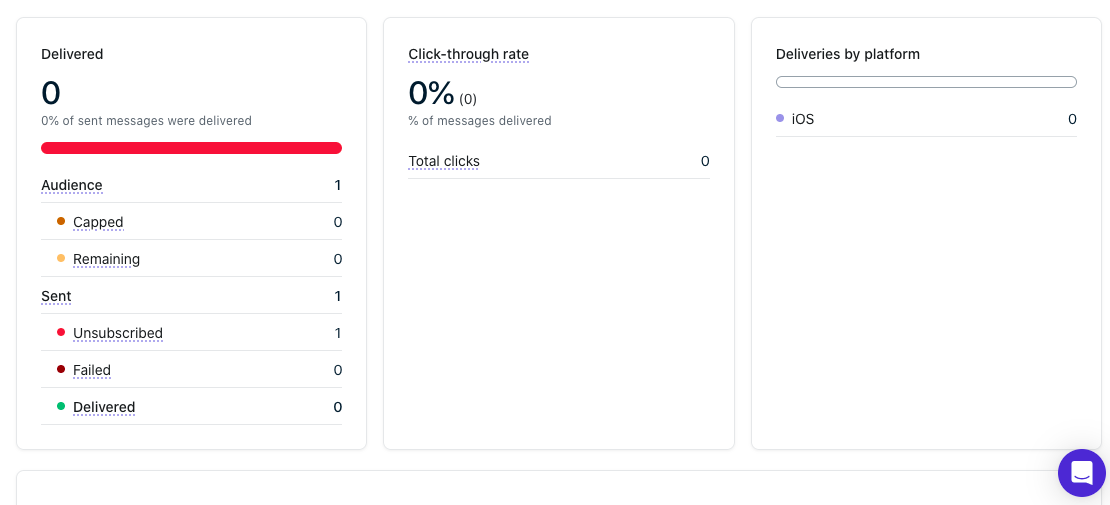 Delivered
0
0% of sent messages were delivered
Audience 1
Capped 0
Remaining 0
Sent 1
Unsubscribed 1
Failed 0
Delivered 0
Click-through rate
0% (0)
% of messages delivered
Total clicks 0
Deliveries by platform
iOS 0